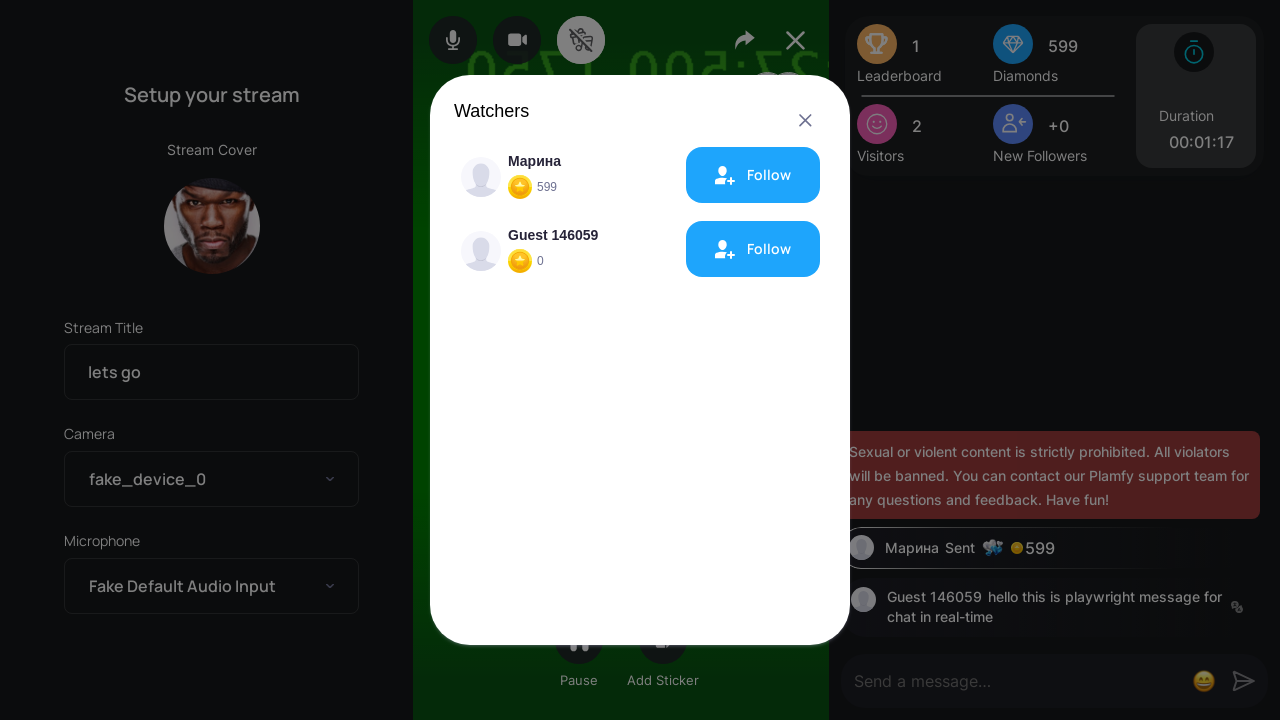 Setup your stream
Stream Cover
Stream Title
lets go
Camera
fake_device_0
Microphone
Fake Default Audio Input
Watchers
Марина
599
Follow
Guest 146059
0
Follow
Pause
Add Sticker
1
Leaderboard
599
Diamonds
2
Visitors
+0
New Followers
Duration
00:01:17
Sexual or violent content is strictly prohibited. All violators
will be banned. You can contact our Plamfy support team for
any questions and feedback. Have fun!
Марина Sent 599
Guest 146059 hello this is playwright message for
chat in real-time
Send a message...